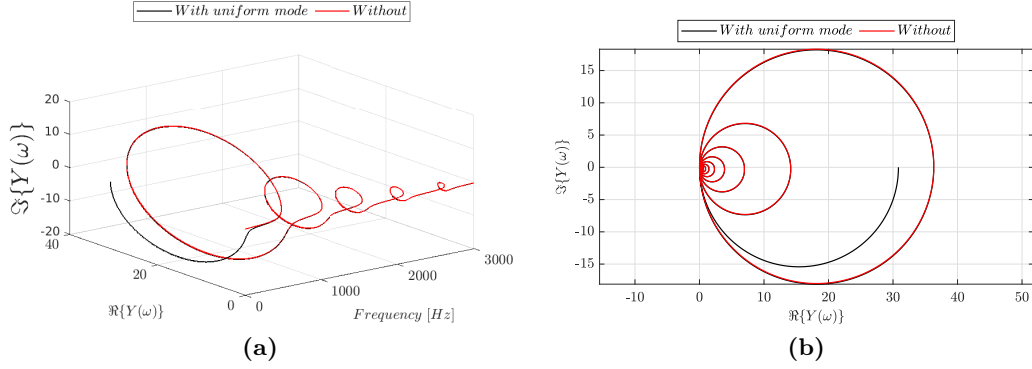 With uniform mode Without
20
10
0
-10
-20
ℑ{Y(ω)}
40
20
0
ℜ{Y(ω)}
0
1000
2000
3000
Frequency [Hz]
(a)
With uniform mode Without
15
10
5
0
-5
-10
-15
ℑ{Y(ω)}
-10 0 10 20 30 40 50
ℜ{Y(ω)}
(b)